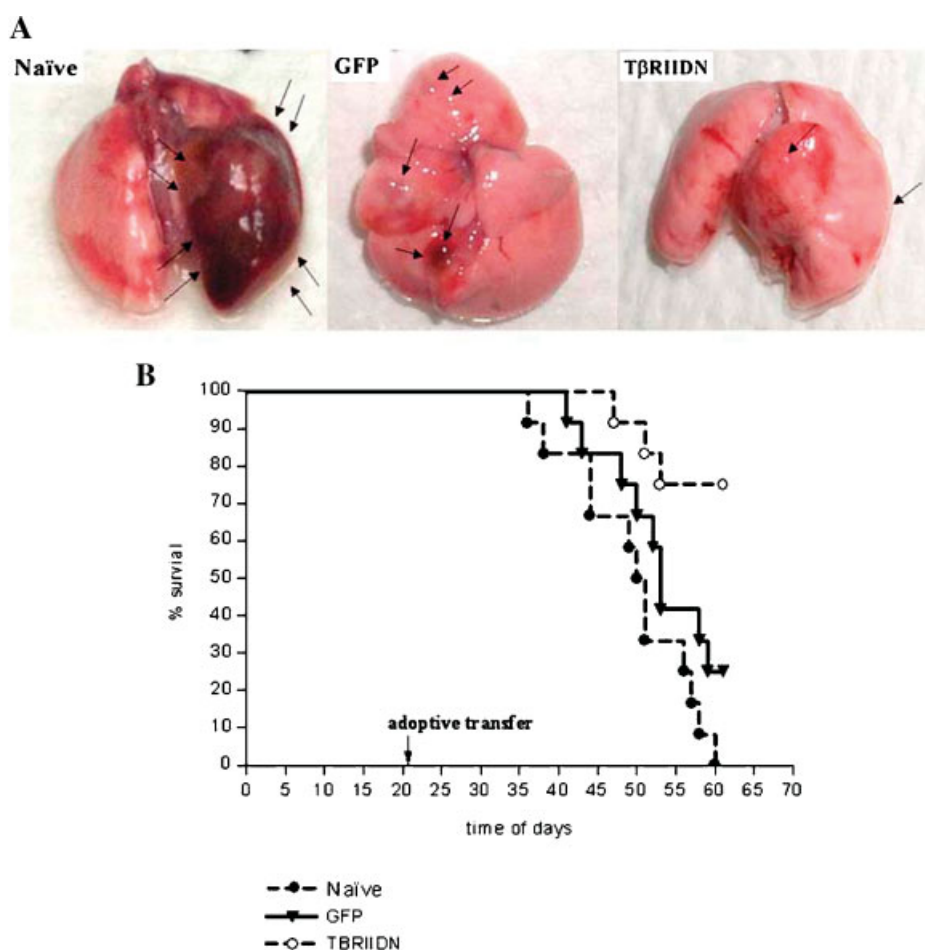 A
Naïve
GFP
TβRIIDN
B
100
90
80
70
60
50
40
30
20
10
0
% survial
adoptive transfer
0 5 10 15 20 25 30 35 40 45 50 55 60 65 70
time of days
Naïve
GFP
TBRIIDN